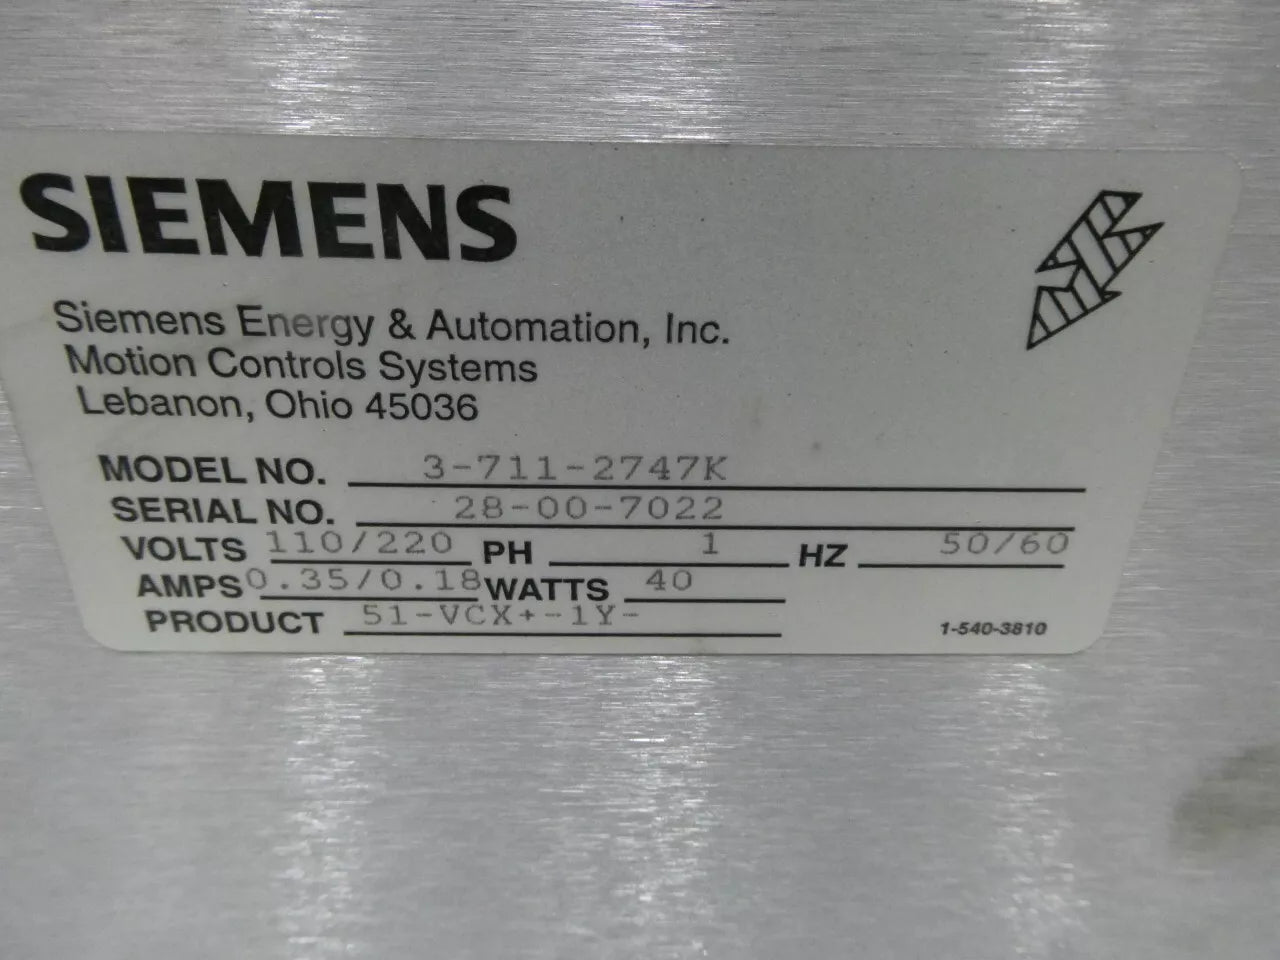 SIEMENS
Siemens Energy & Automation, Inc.
Motion Controls Systems
Lebanon, Ohio 45036
MODEL NO. 3-711-2747K
SERIAL NO. 28-00-7022
VOLTS 110/220 PH 1 HZ 50/60
AMPS 0.35/0.18 WATTS 40
PRODUCT 51-VCX+-1Y-
1-540-3810